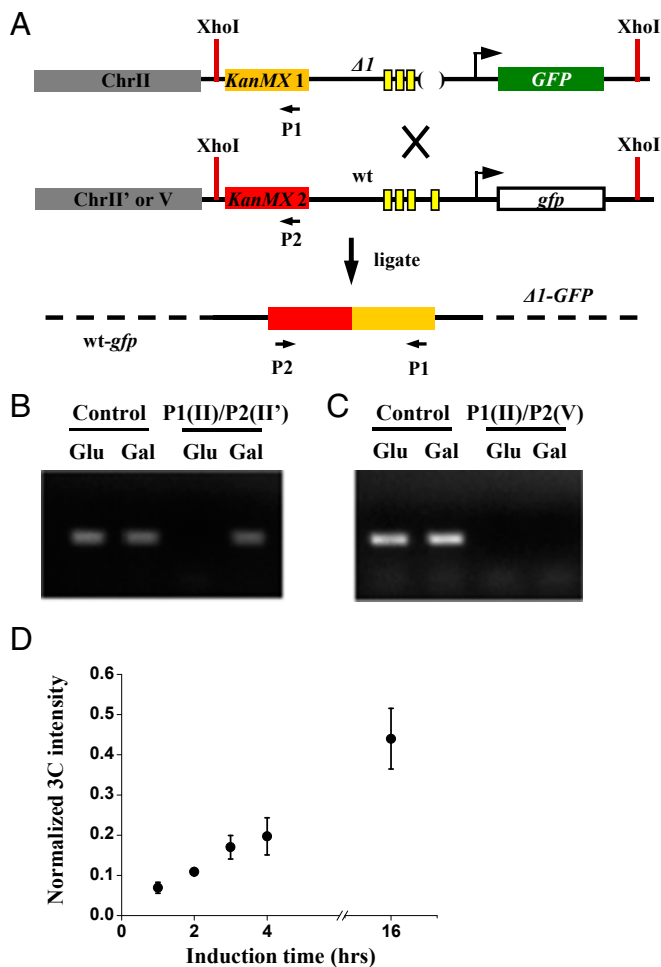 A
XhoI
XhoI
ChrII
KanMX 1
Δ1
( )
GFP
P1
XhoI
XhoI
wt
ChrII' or V
KanMX 2
gfp
P2
ligate
Δ1-GFP
wt-gfp
P2
P1
B
Control P1(II)/P2(II')
Glu Gal Glu Gal
C
Control P1(II)/P2(V)
Glu Gal Glu Gal
D
Normalized 3C intensity
0.6
0.5
0.4
0.3
0.2
0.1
0.0
0 2 4 16
Induction time (hrs)